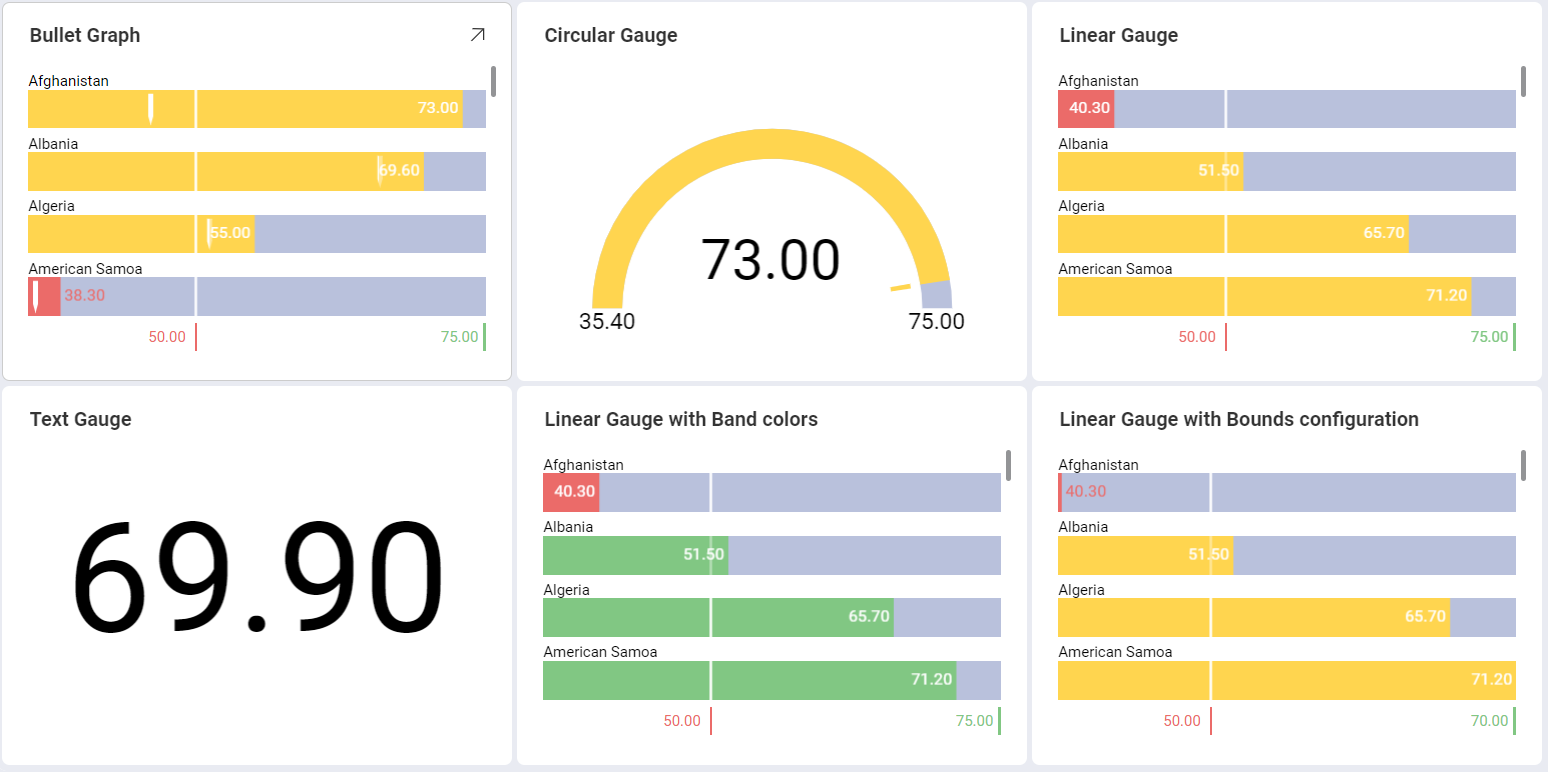 Bullet Graph
Afghanistan
73.00
Albania
69.60
Algeria
55.00
American Samoa
38.30
50.00 75.00
Circular Gauge
73.00
35.40 75.00
Linear Gauge
Afghanistan
40.30
Albania
51.50
Algeria
65.70
American Samoa
71.20
50.00 75.00
Text Gauge
69.90
Linear Gauge with Band colors
Afghanistan
40.30
Albania
51.50
Algeria
65.70
American Samoa
71.20
50.00 75.00
Linear Gauge with Bounds configuration
Afghanistan
40.30
Albania
51.50
Algeria
65.70
American Samoa
71.20
50.00 70.00